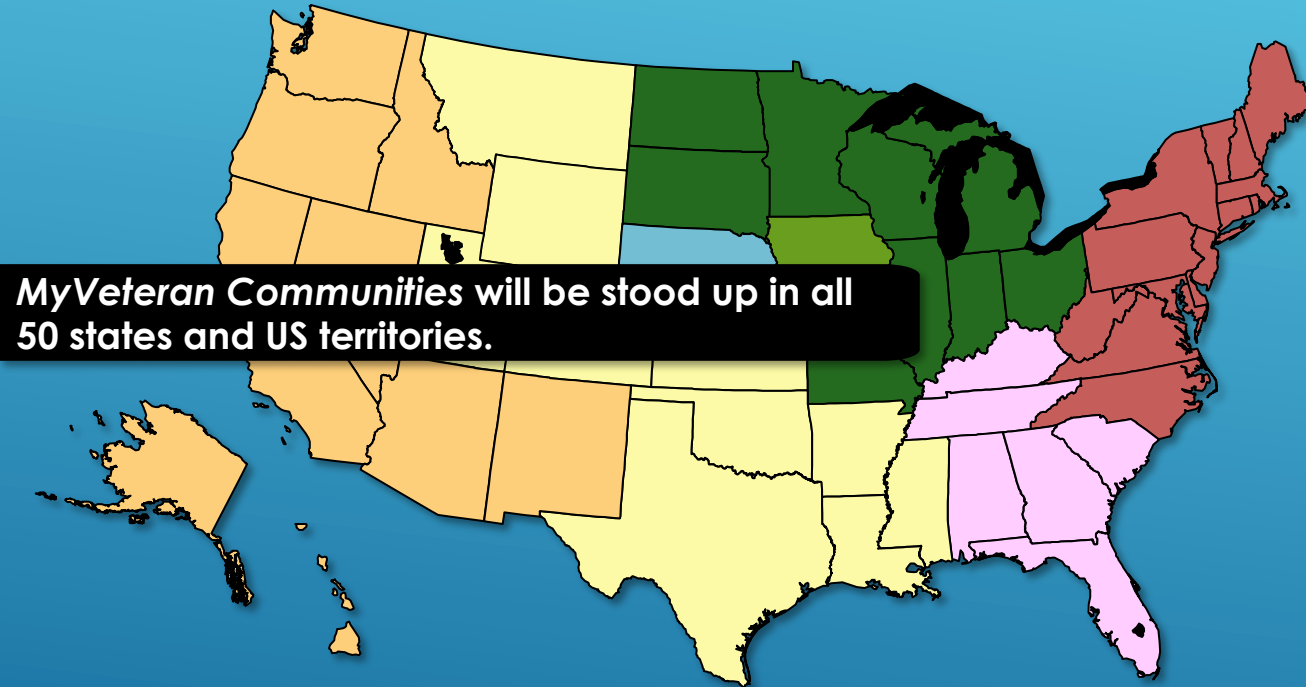 MyVeteran Communities will be stood up in all
50 states and US territories.